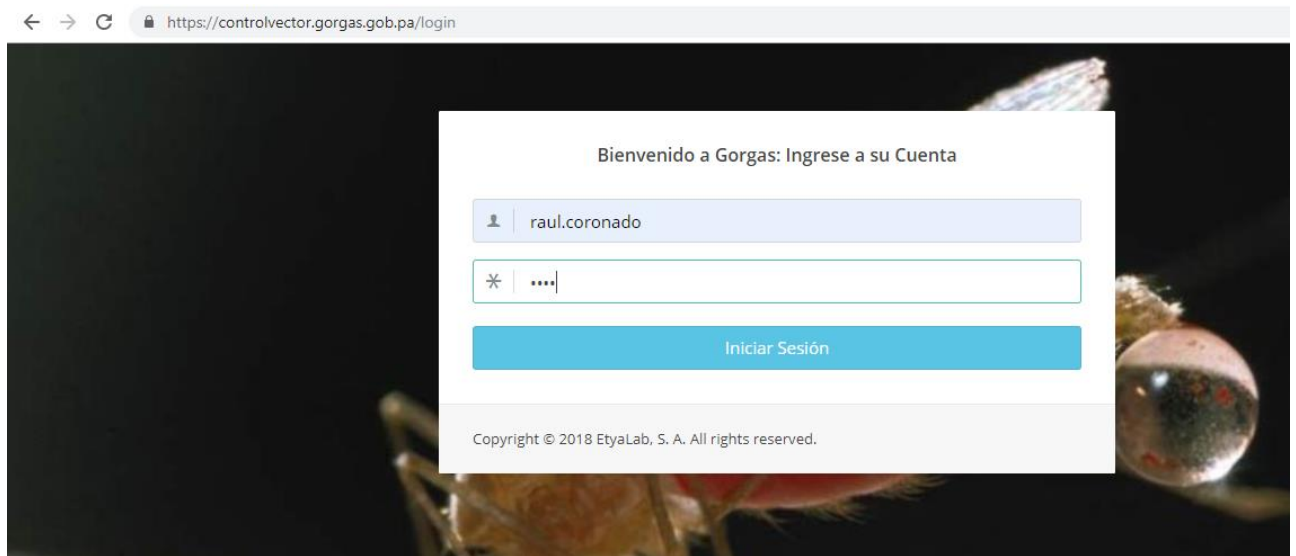 https://controlvector.gorgas.gob.pa/login
Bienvenido a Gorgas: Ingrese a su Cuenta
raul.coronado
••••
Iniciar Sesión
Copyright © 2018 EtyaLab, S. A. All rights reserved.